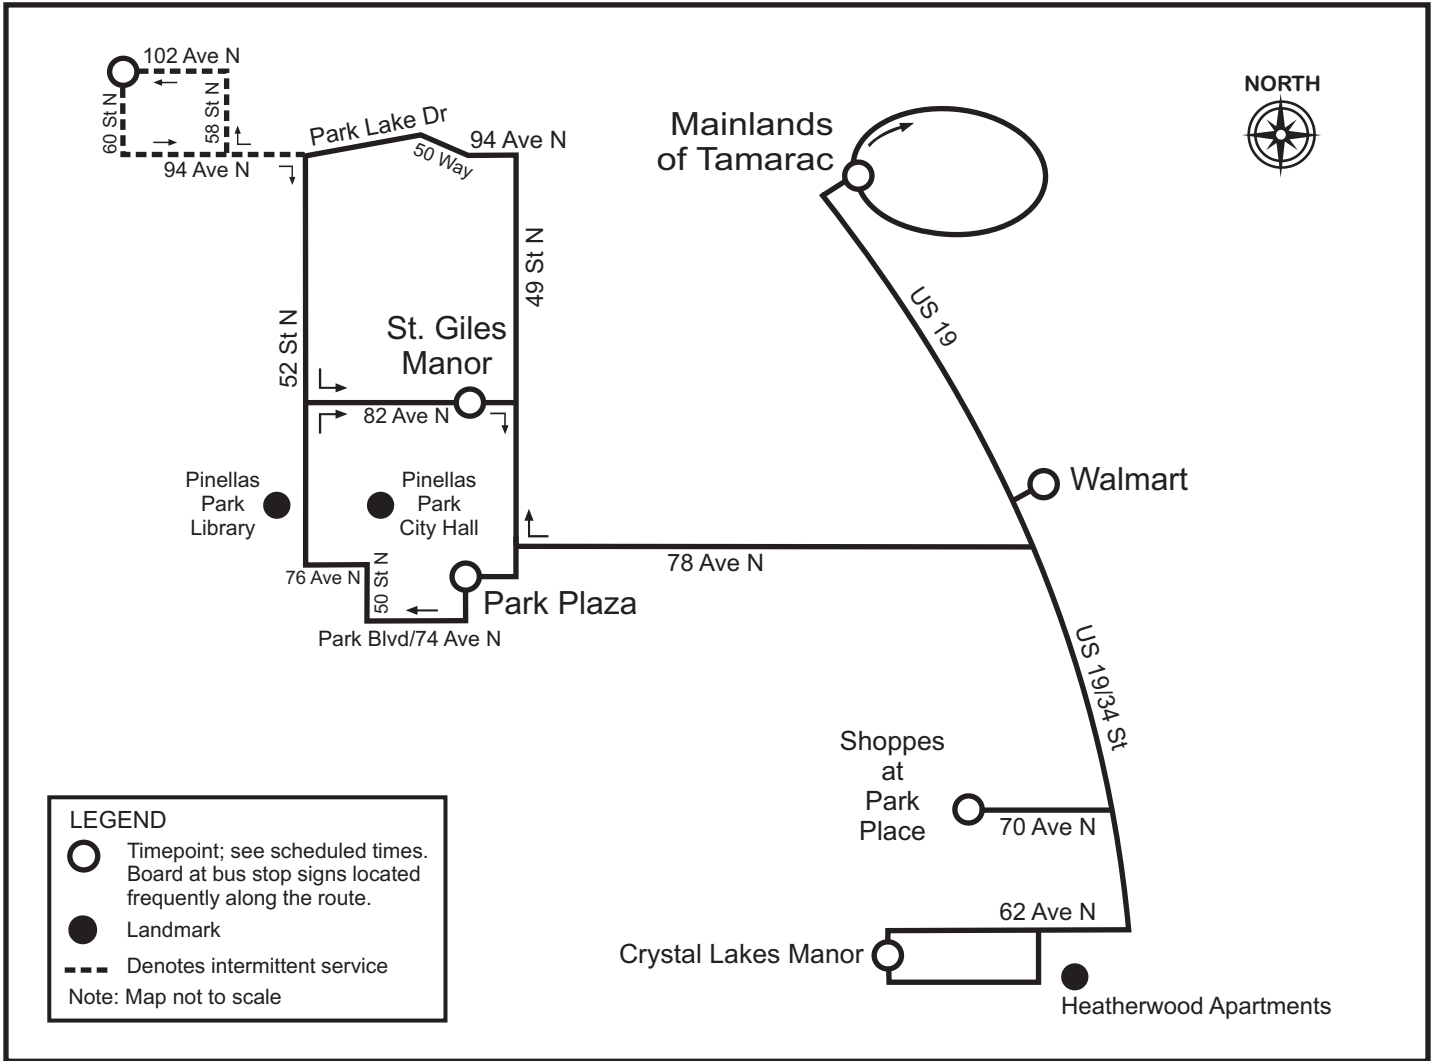 102 Ave N
60 St N
58 St N
94 Ave N
Park Lake Dr
50 Way
94 Ave N
49 St N
52 St N
St. Giles
Manor
82 Ave N
Pinellas
Park
Library
Pinellas
Park
City Hall
76 Ave N
50 St N
Park Plaza
Park Blvd/74 Ave N
78 Ave N
Mainlands
of Tamarac
NORTH
US 19
Walmart
US 19/34 St
Shoppes
at
Park
Place
70 Ave N
62 Ave N
Crystal Lakes Manor
Heatherwood Apartments
LEGEND
Timepoint; see scheduled times.
Board at bus stop signs located
frequently along the route.
Landmark
Denotes intermittent service
Note: Map not to scale